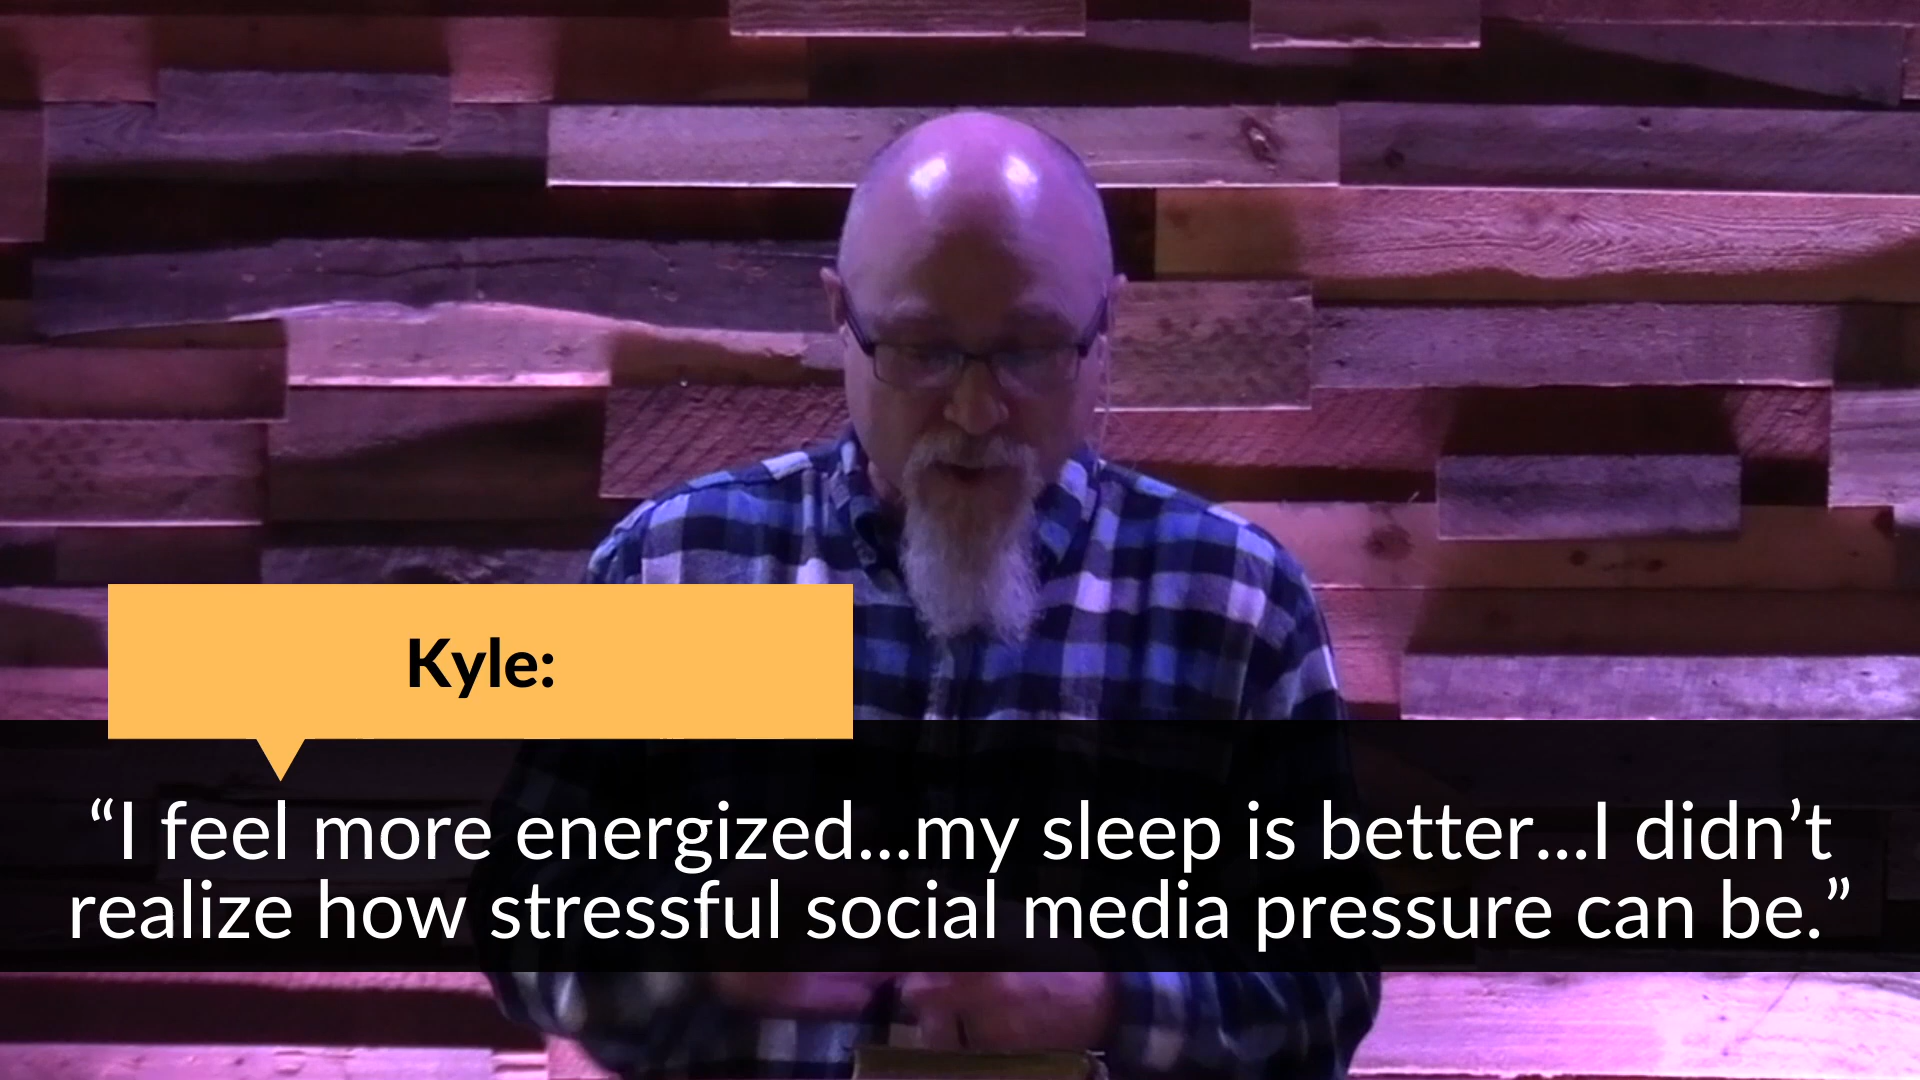 Kyle:
“I feel more energized...my sleep is better...I didn’t
realize how stressful social media pressure can be.”